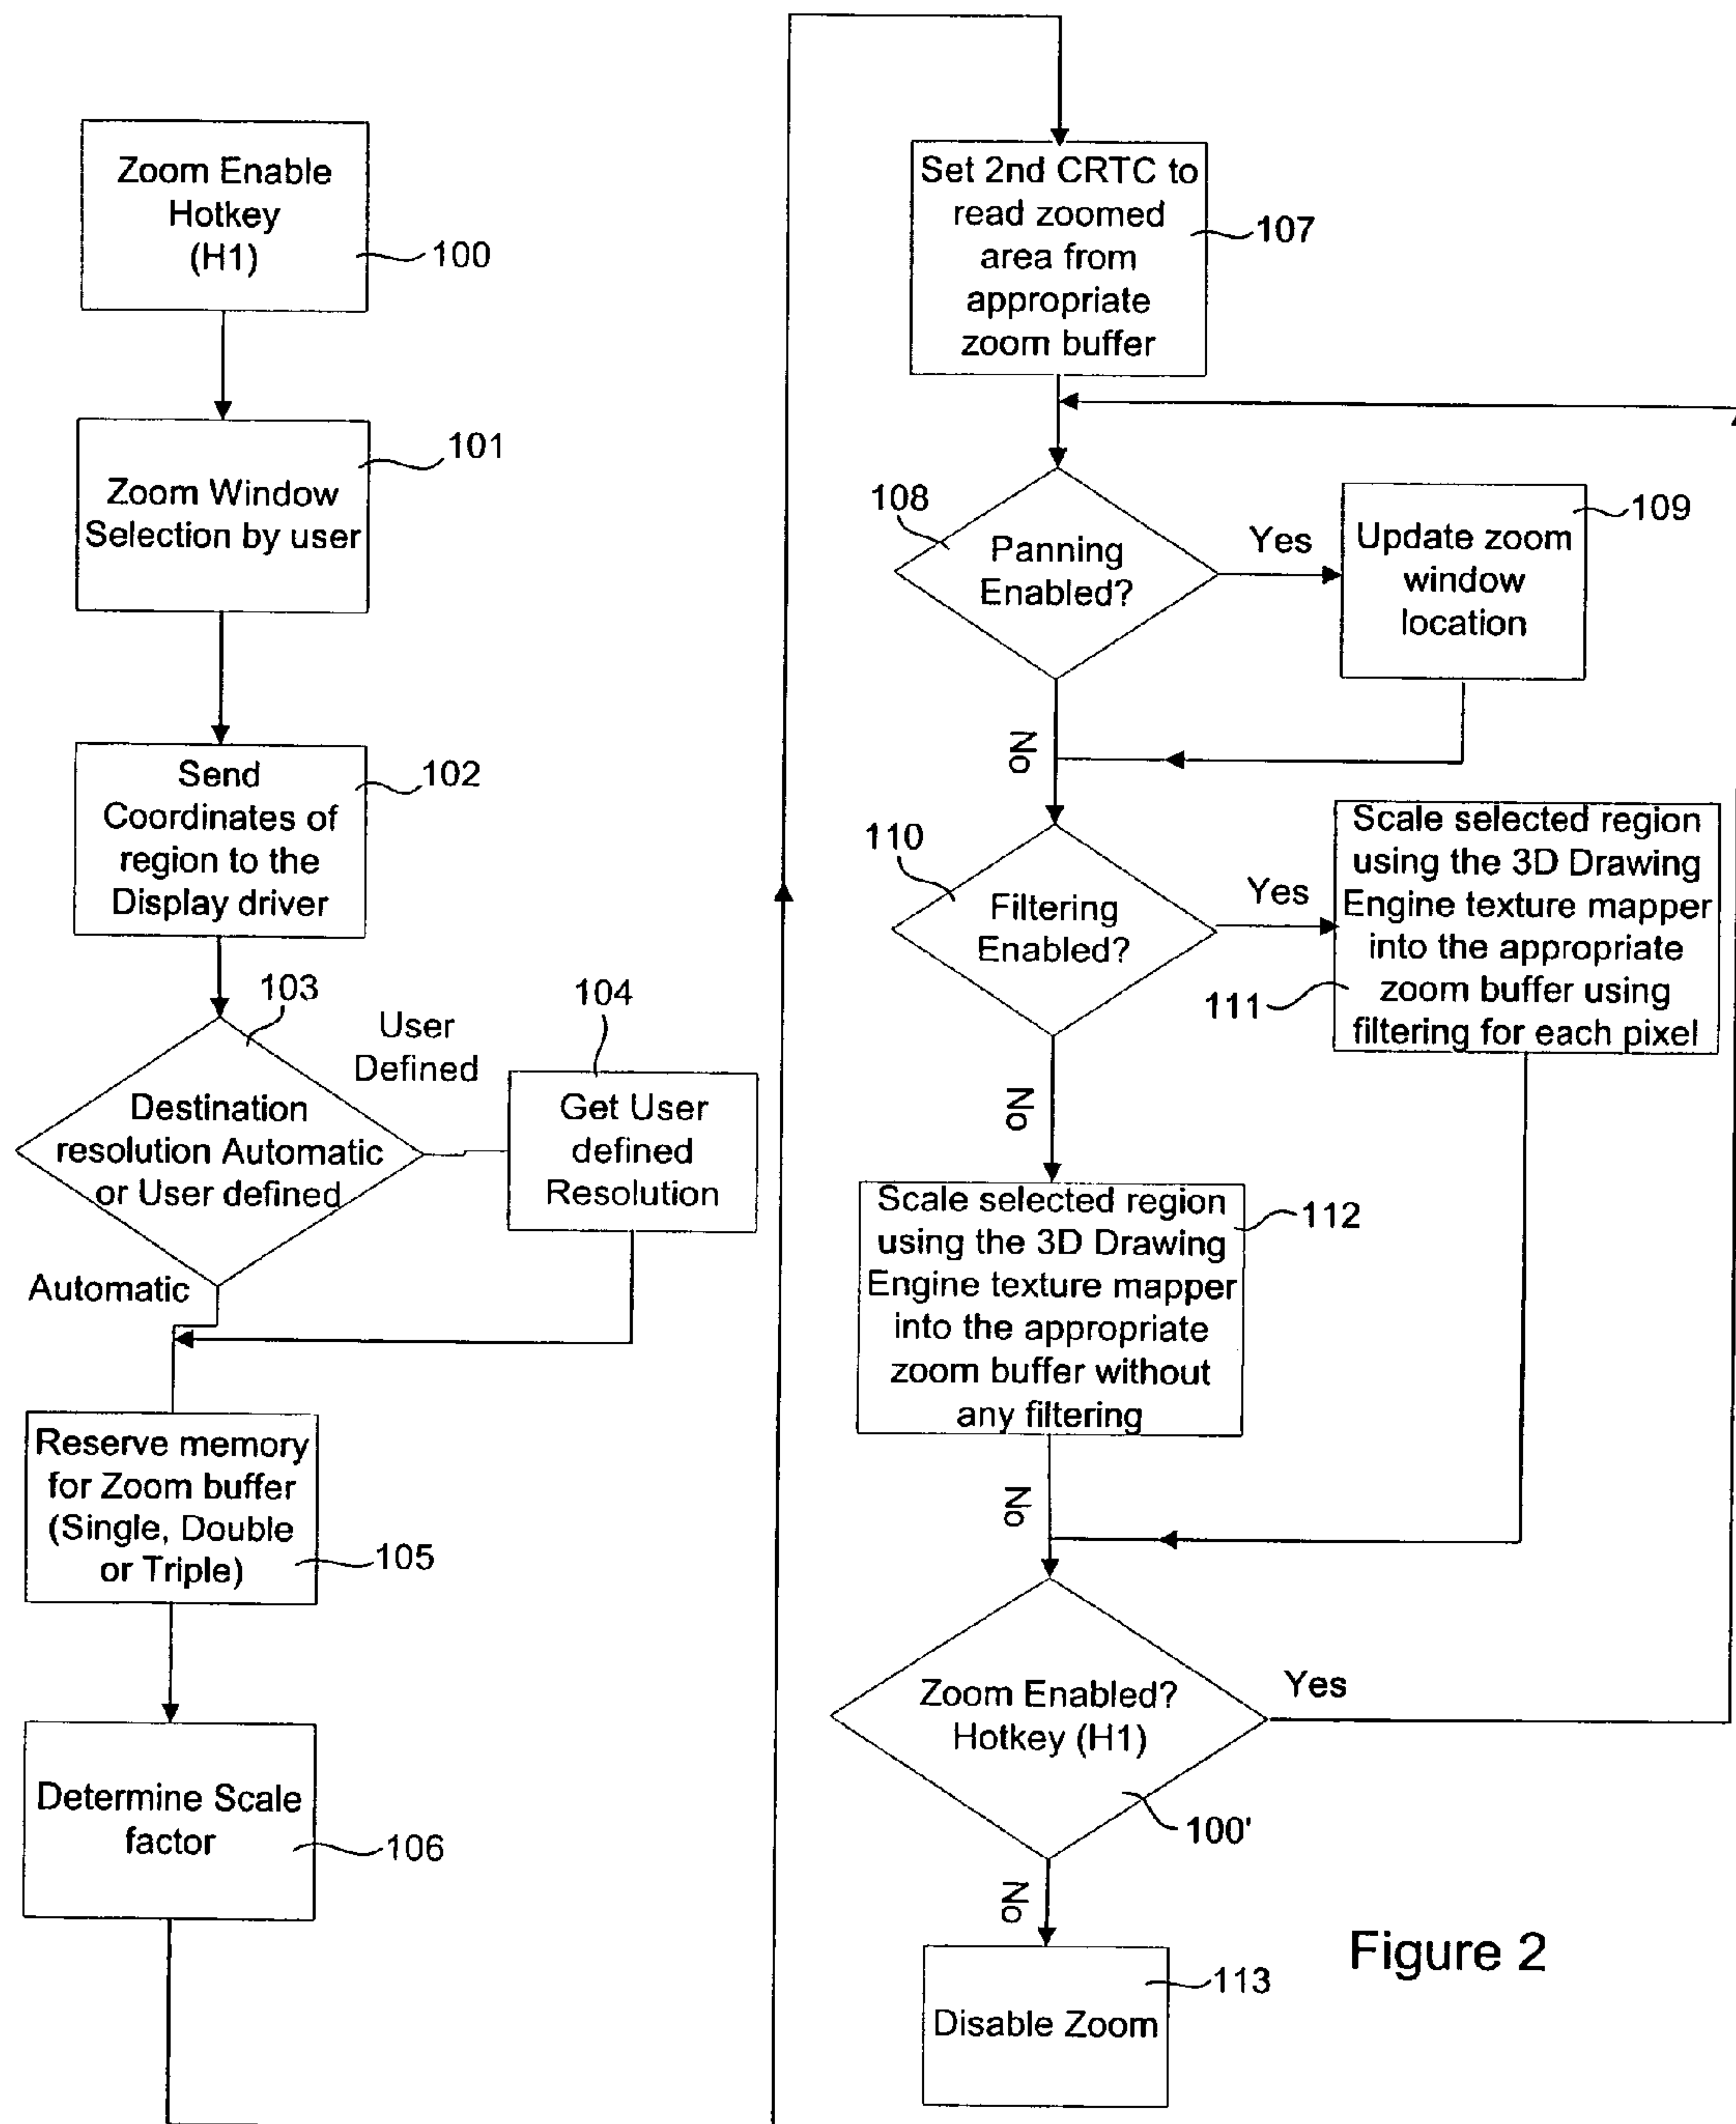 Zoom Enable
Hotkey
(H1)
100
Zoom Window
Selection by user
101
Send
Coordinates of
region to the
Display driver
102
103
Destination
resolution Automatic
or User defined
User
Defined
104
Get User
defined
Resolution
Automatic
Reserve memory
for Zoom buffer
(Single, Double
or Triple)
105
Determine Scale
factor
106
Set 2nd CRTC to
read zoomed
area from
appropriate
zoom buffer
107
108
Panning
Enabled?
Yes
Update zoom
window
location
109
No
110
Filtering
Enabled?
Yes
Scale selected region
using the 3D Drawing
Engine texture mapper
into the appropriate
zoom buffer using
filtering for each pixel
111
No
Scale selected region
using the 3D Drawing
Engine texture mapper
into the appropriate
zoom buffer without
any filtering
112
No
Zoom Enabled?
Hotkey (H1)
Yes
100'
No
Disable Zoom
113
Figure 2